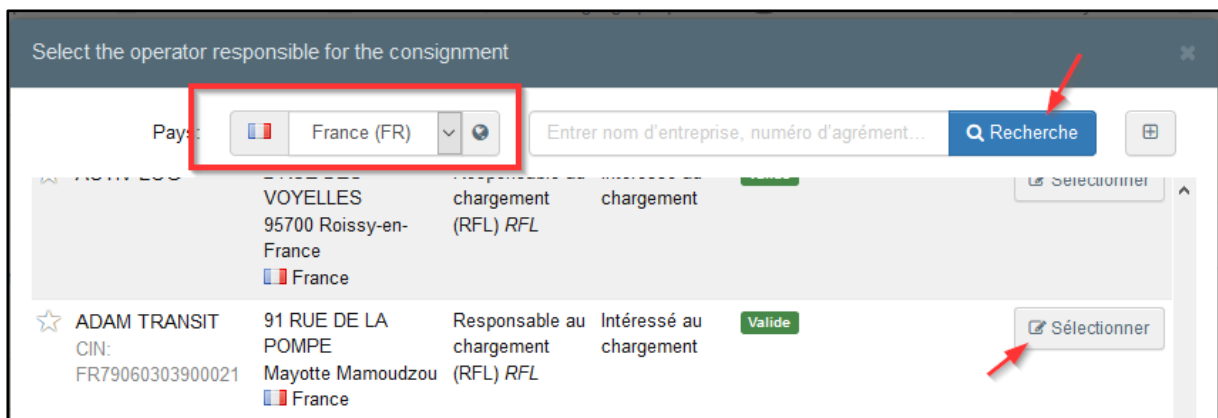 Select the operator responsible for the consignment
Pays:
France (FR)
Entrer nom d'entreprise, numéro d'agrément...
Recherche
VOYELLES
95700 Roissy-en-
France
France
Responsable au
chargement
(RFL) RFL
chargement
Sélectionner
ADAM TRANSIT
CIN:
FR79060303900021
91 RUE DE LA
POMPE
Mayotte Mamoudzou
France
Responsable au
chargement
(RFL) RFL
Intéressé au
chargement
Valide
Sélectionner